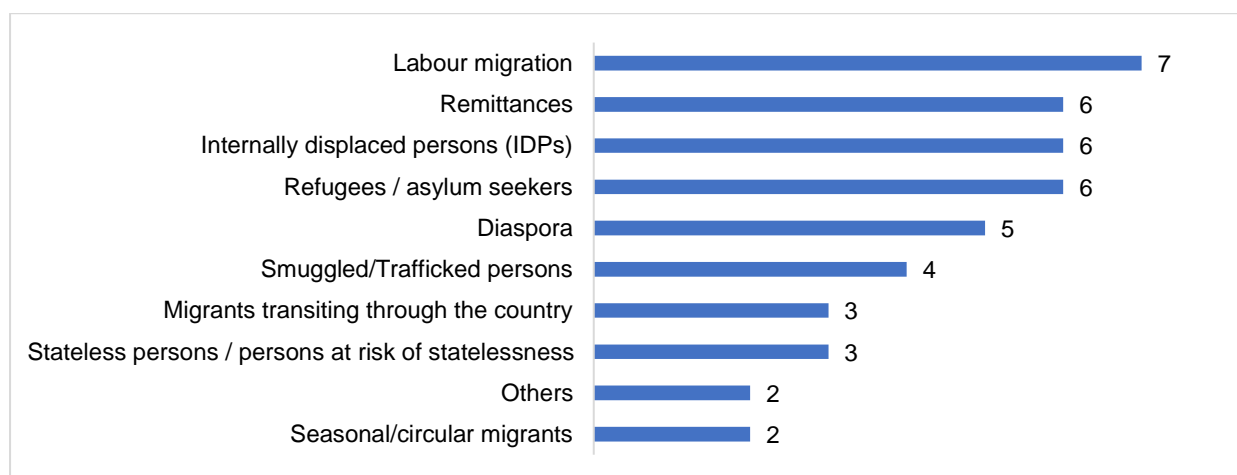 Labour migration 7
Remittances 6
Internally displaced persons (IDPs) 6
Refugees / asylum seekers 6
Diaspora 5
Smuggled/Trafficked persons 4
Migrants transiting through the country 3
Stateless persons / persons at risk of statelessness 3
Others 2
Seasonal/circular migrants 2